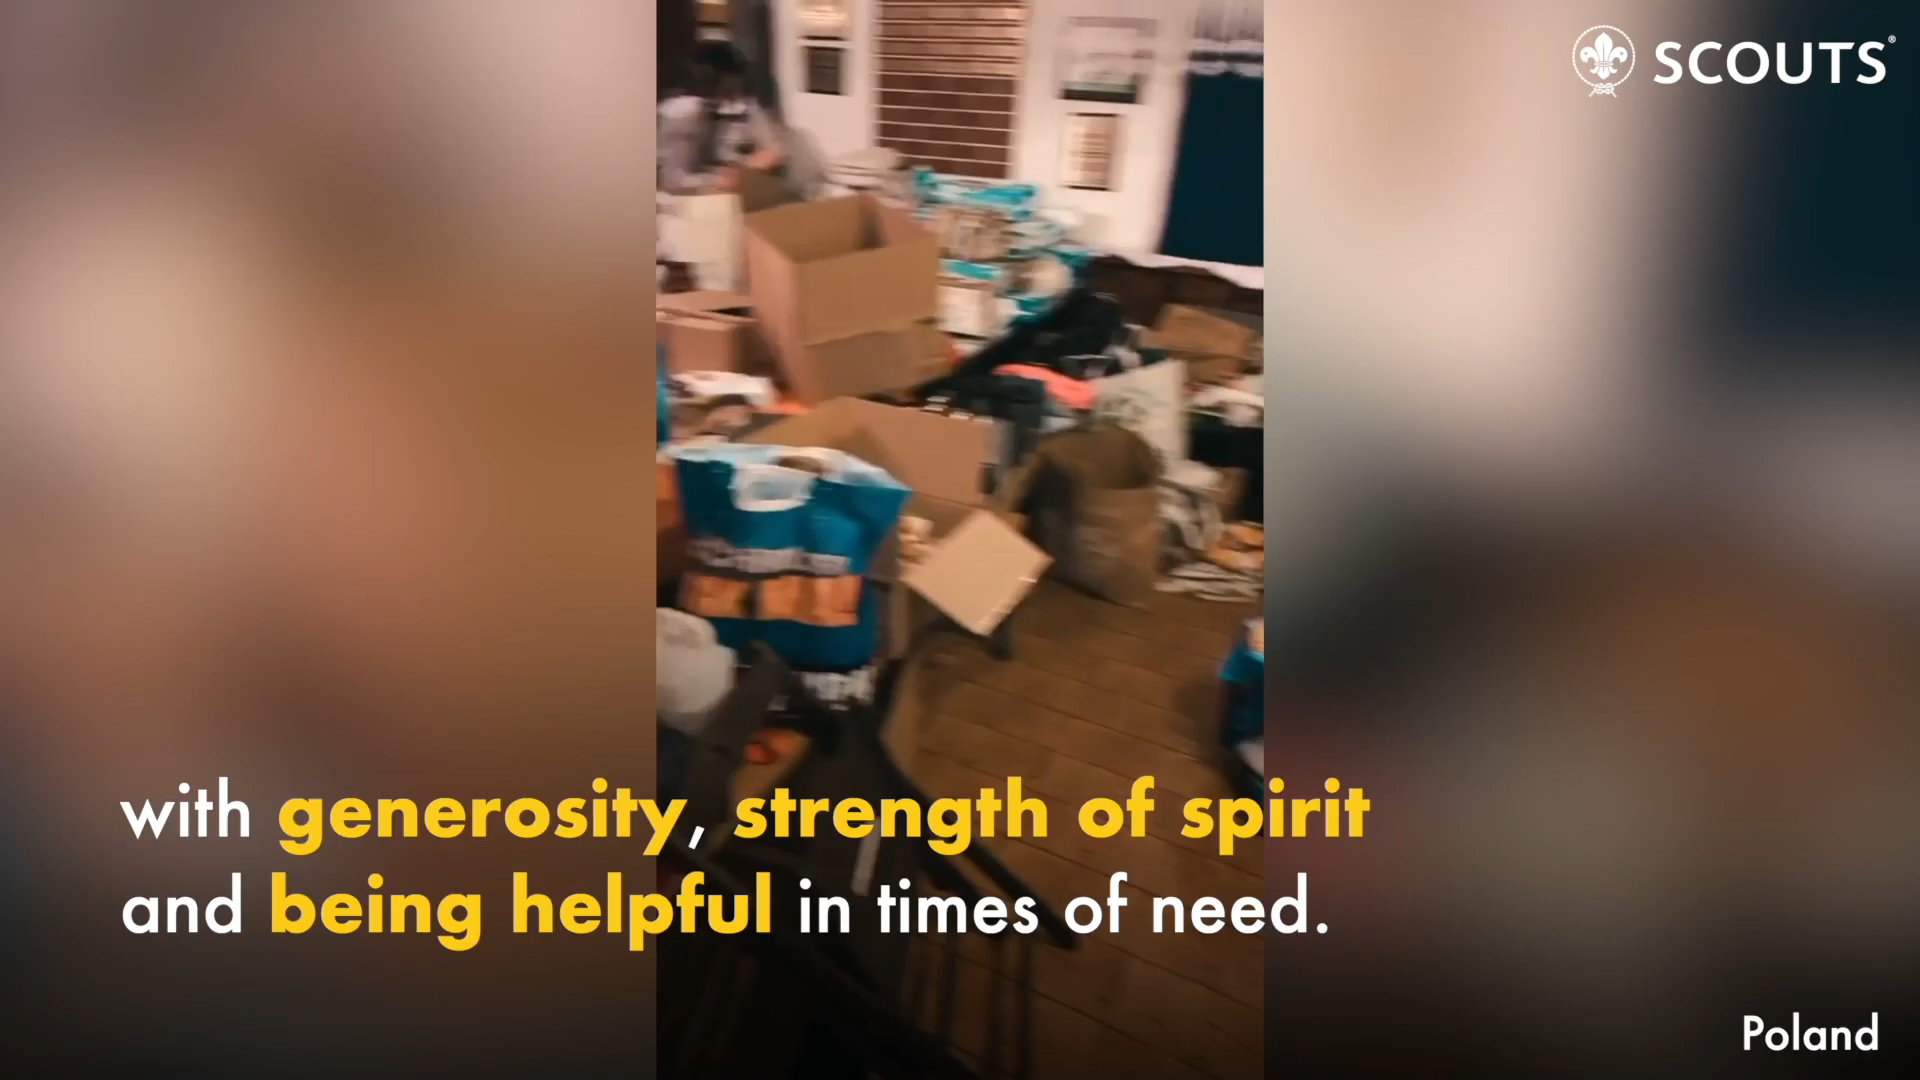 SCOUTS®
with generosity, strength of spirit
and being helpful in times of need.
Poland